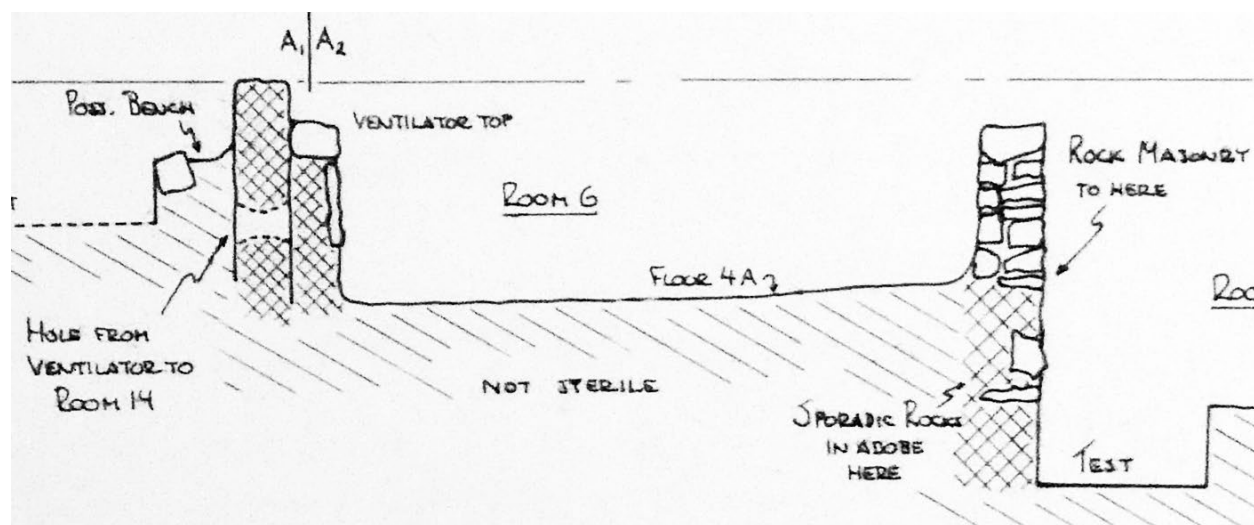 A₁ A₂
Poss. Bench
Ventilator Top
Rock Masonry
to here
Room 6
Floor 4A
Hole from
Ventilator to
Room 14
Not Sterile
Sporadic Rocks
in adobe
here
Test